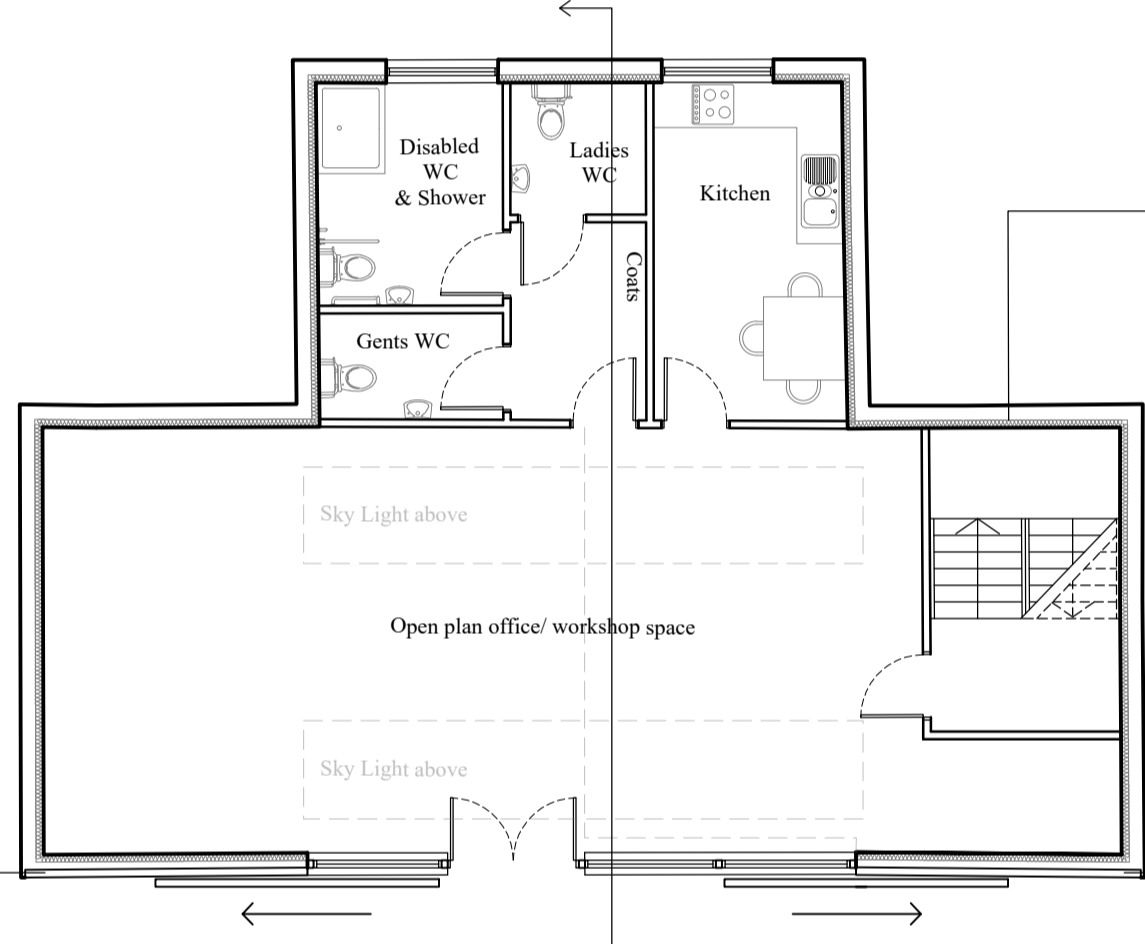 Disabled
WC
& Shower
Ladies
WC
Kitchen
Coats
Gents WC
Sky Light above
Open plan office/ workshop space
Sky Light above